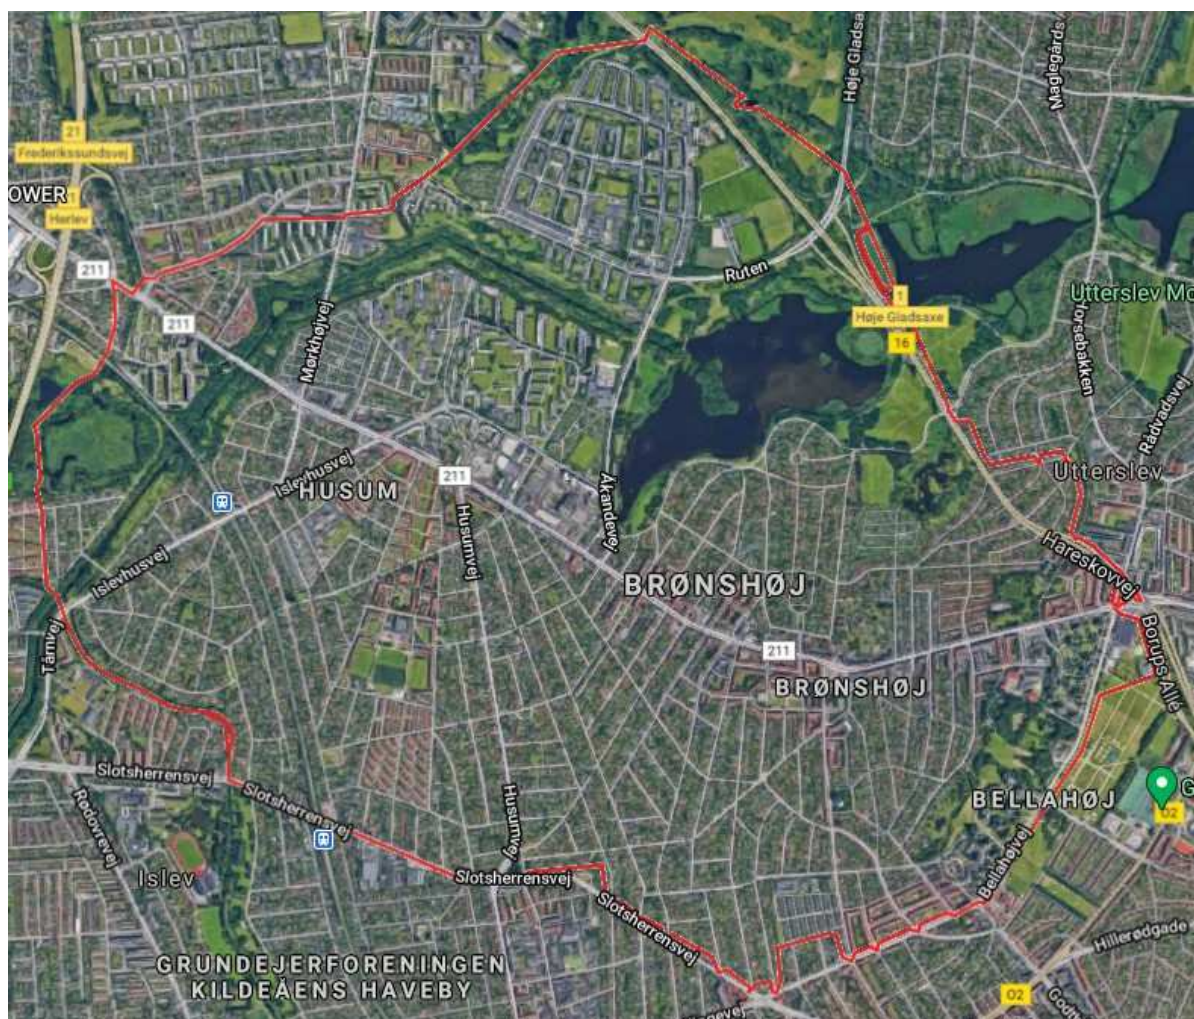 Høje Gladsa
Maglegårds
21
Frederikssundsvej
OWER
1
Herlev
211
Ruten
1
Høje Gladsaxe
16
Utterslev Mo
211
Mørkhøjvej
Horsebakken
Rådvadsvej
Islevhusvej
HUSUM
211
Utterslev
Husumvej
Åkandevej
Hareskovvej
Islevhusvej
BRØNSHØJ
Tårnvej
211
Borups Allé
BRØNSHØJ
Slotsherrensvej
Slotsherrensvej
BELLAHØJ
G
O2
Rødovrevej
Husumvej
Islev
Slotsherrensvej
Bellahøjvej
Slotsherrensvej
Hillerødgade
GRUNDEJERFORENINGEN
KILDEÅENS HAVEBY
O2